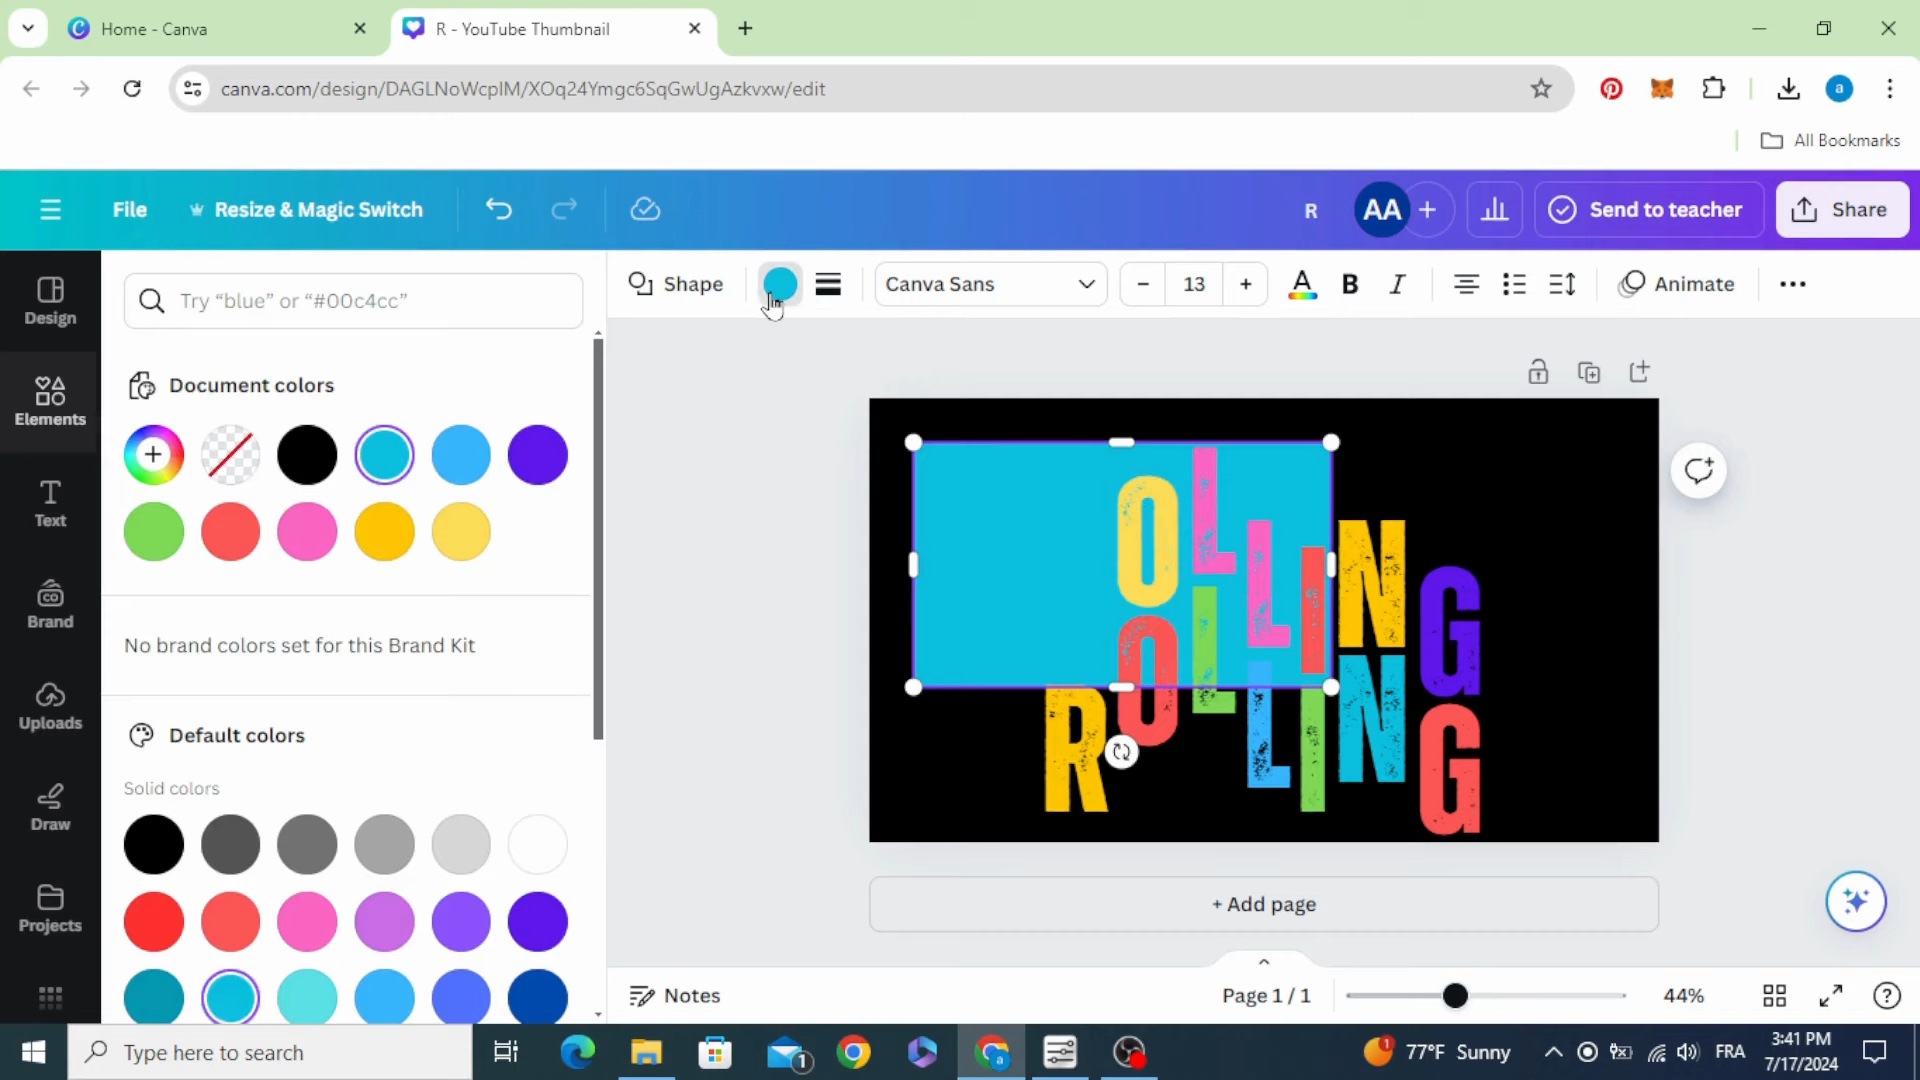 Home - Canva
R - YouTube Thumbnail
canva.com/design/DAGLNoWcpIM/XOq24Ymgc6SqGwUgAzkvxw/edit
a
All Bookmarks
File
Resize & Magic Switch
R
AA
Send to teacher
Share
Design
Elements
Text
Brand
Uploads
Draw
Projects
Try “blue” or “#00c4cc”
Document colors
No brand colors set for this Brand Kit
Default colors
Solid colors
Shape
Canva Sans
13
A
B
I
Animate
OLLING
ROLLING
+ Add page
Notes
Page 1 / 1
44%
Type here to search
1
a
1
77°F Sunny
FRA
3:41 PM
7/17/2024